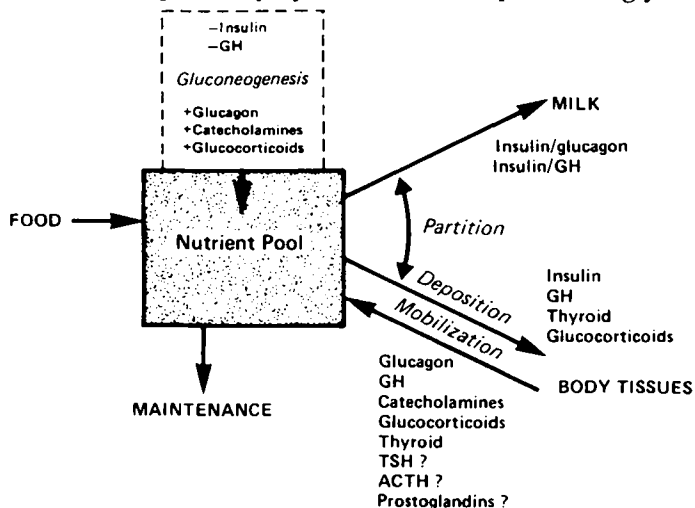 −Insulin
−GH
Gluconeogenesis
+Glucagon
+Catecholamines
+Glucocorticoids
FOOD
Nutrient Pool
MAINTENANCE
MILK
Insulin/glucagon
Insulin/GH
Partition
Deposition
Mobilization
Insulin
GH
Thyroid
Glucocorticoids
BODY TISSUES
Glucagon
GH
Catecholamines
Glucocorticoids
Thyroid
TSH ?
ACTH ?
Prostoglandins ?